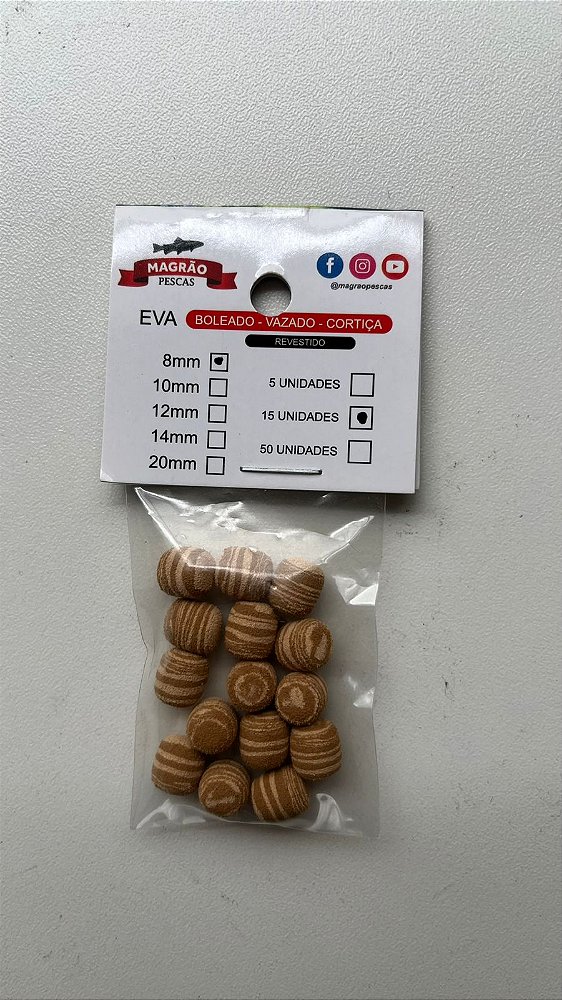 MAGRÃO
PESCAS
@magraopescas
EVA BOLEADO - VAZADO - CORTIÇA
REVESTIDO
8mm
10mm
12mm
14mm
20mm
5 UNIDADES
15 UNIDADES
50 UNIDADES